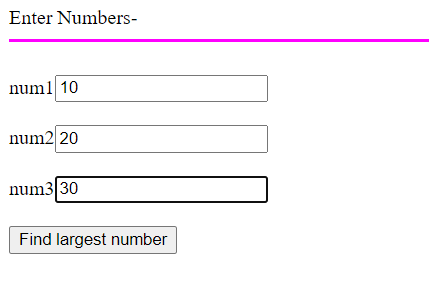 Enter Numbers-
num1 10
num2 20
num3 30
Find largest number